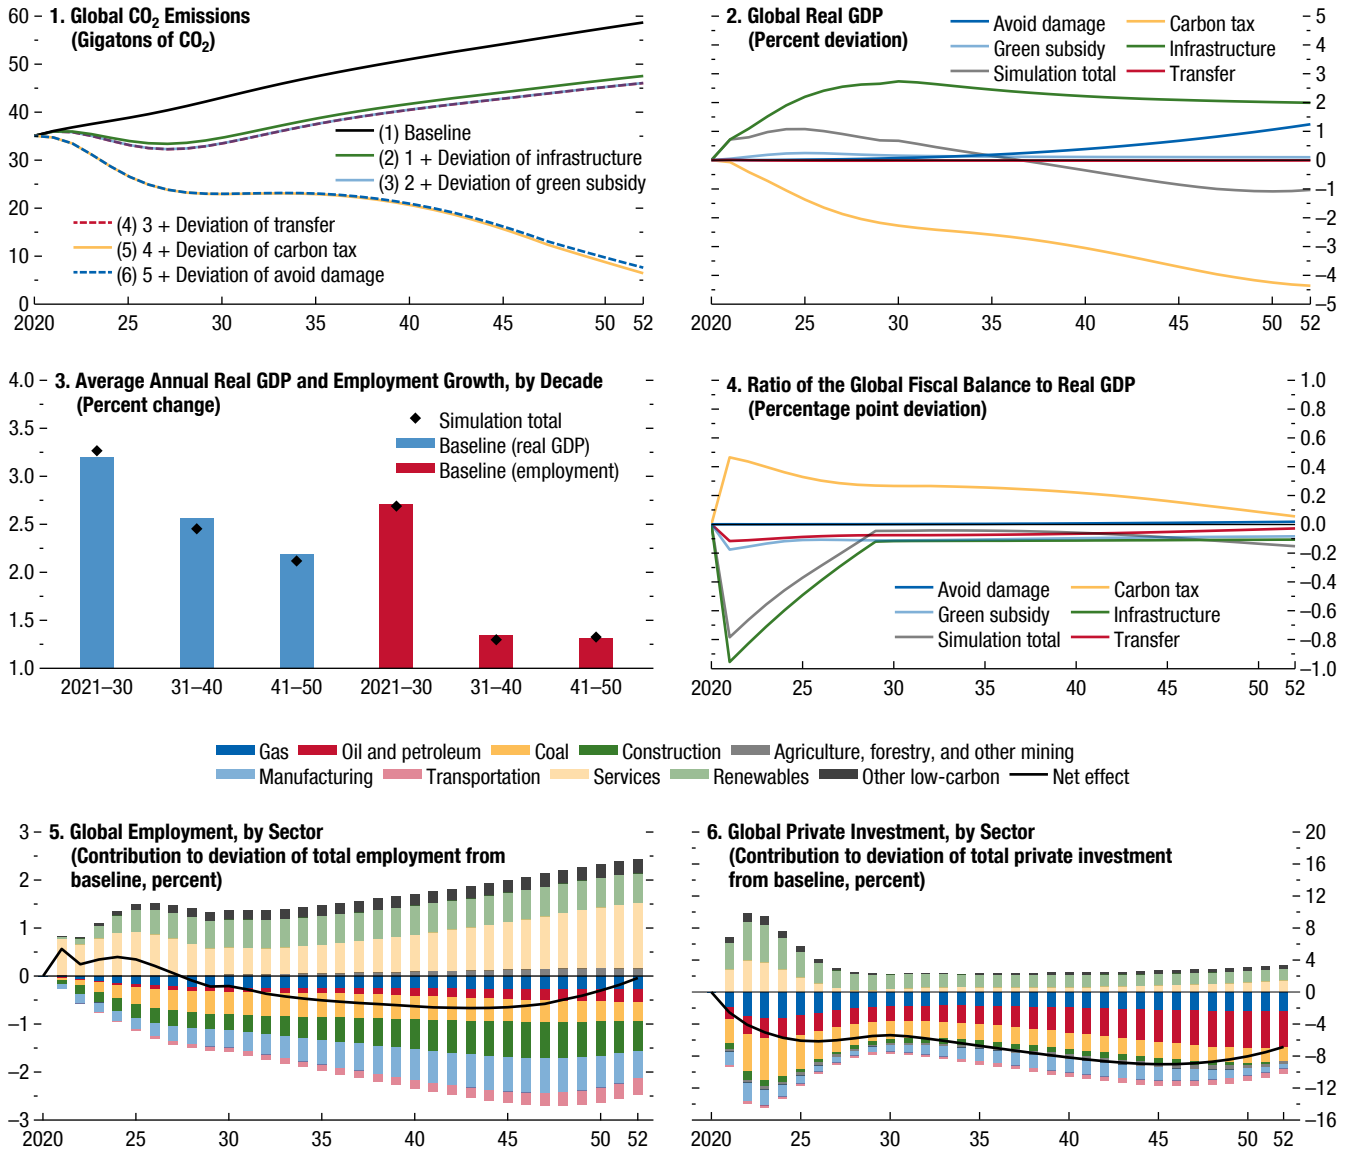 1. Global CO2 Emissions
(Gigatons of CO2)
60
50
40
30
20
10
0
(1) Baseline
(2) 1 + Deviation of infrastructure
(3) 2 + Deviation of green subsidy
(4) 3 + Deviation of transfer
(5) 4 + Deviation of carbon tax
(6) 5 + Deviation of avoid damage
2020 25 30 35 40 45 50 52
2. Global Real GDP
(Percent deviation)
Avoid damage Carbon tax
Green subsidy Infrastructure
Simulation total Transfer
5
4
3
2
1
0
–1
–2
–3
–4
–5
2020 25 30 35 40 45 50 52
3. Average Annual Real GDP and Employment Growth, by Decade
(Percent change)
4.0
3.5
3.0
2.5
2.0
1.5
1.0
Simulation total
Baseline (real GDP)
Baseline (employment)
2021–30 31–40 41–50 2021–30 31–40 41–50
4. Ratio of the Global Fiscal Balance to Real GDP
(Percentage point deviation)
1.0
0.8
0.6
0.4
0.2
0.0
–0.2
–0.4
–0.6
–0.8
–1.0
Avoid damage Carbon tax
Green subsidy Infrastructure
Simulation total Transfer
2020 25 30 35 40 45 50 52
Gas Oil and petroleum Coal Construction Agriculture, forestry, and other mining
Manufacturing Transportation Services Renewables Other low-carbon Net effect
5. Global Employment, by Sector
(Contribution to deviation of total employment from
baseline, percent)
3
2
1
0
–1
–2
–3
2020 25 30 35 40 45 50 52
6. Global Private Investment, by Sector
(Contribution to deviation of total private investment
from baseline, percent)
20
16
12
8
4
0
–4
–8
–12
–16
2020 25 30 35 40 45 50 52